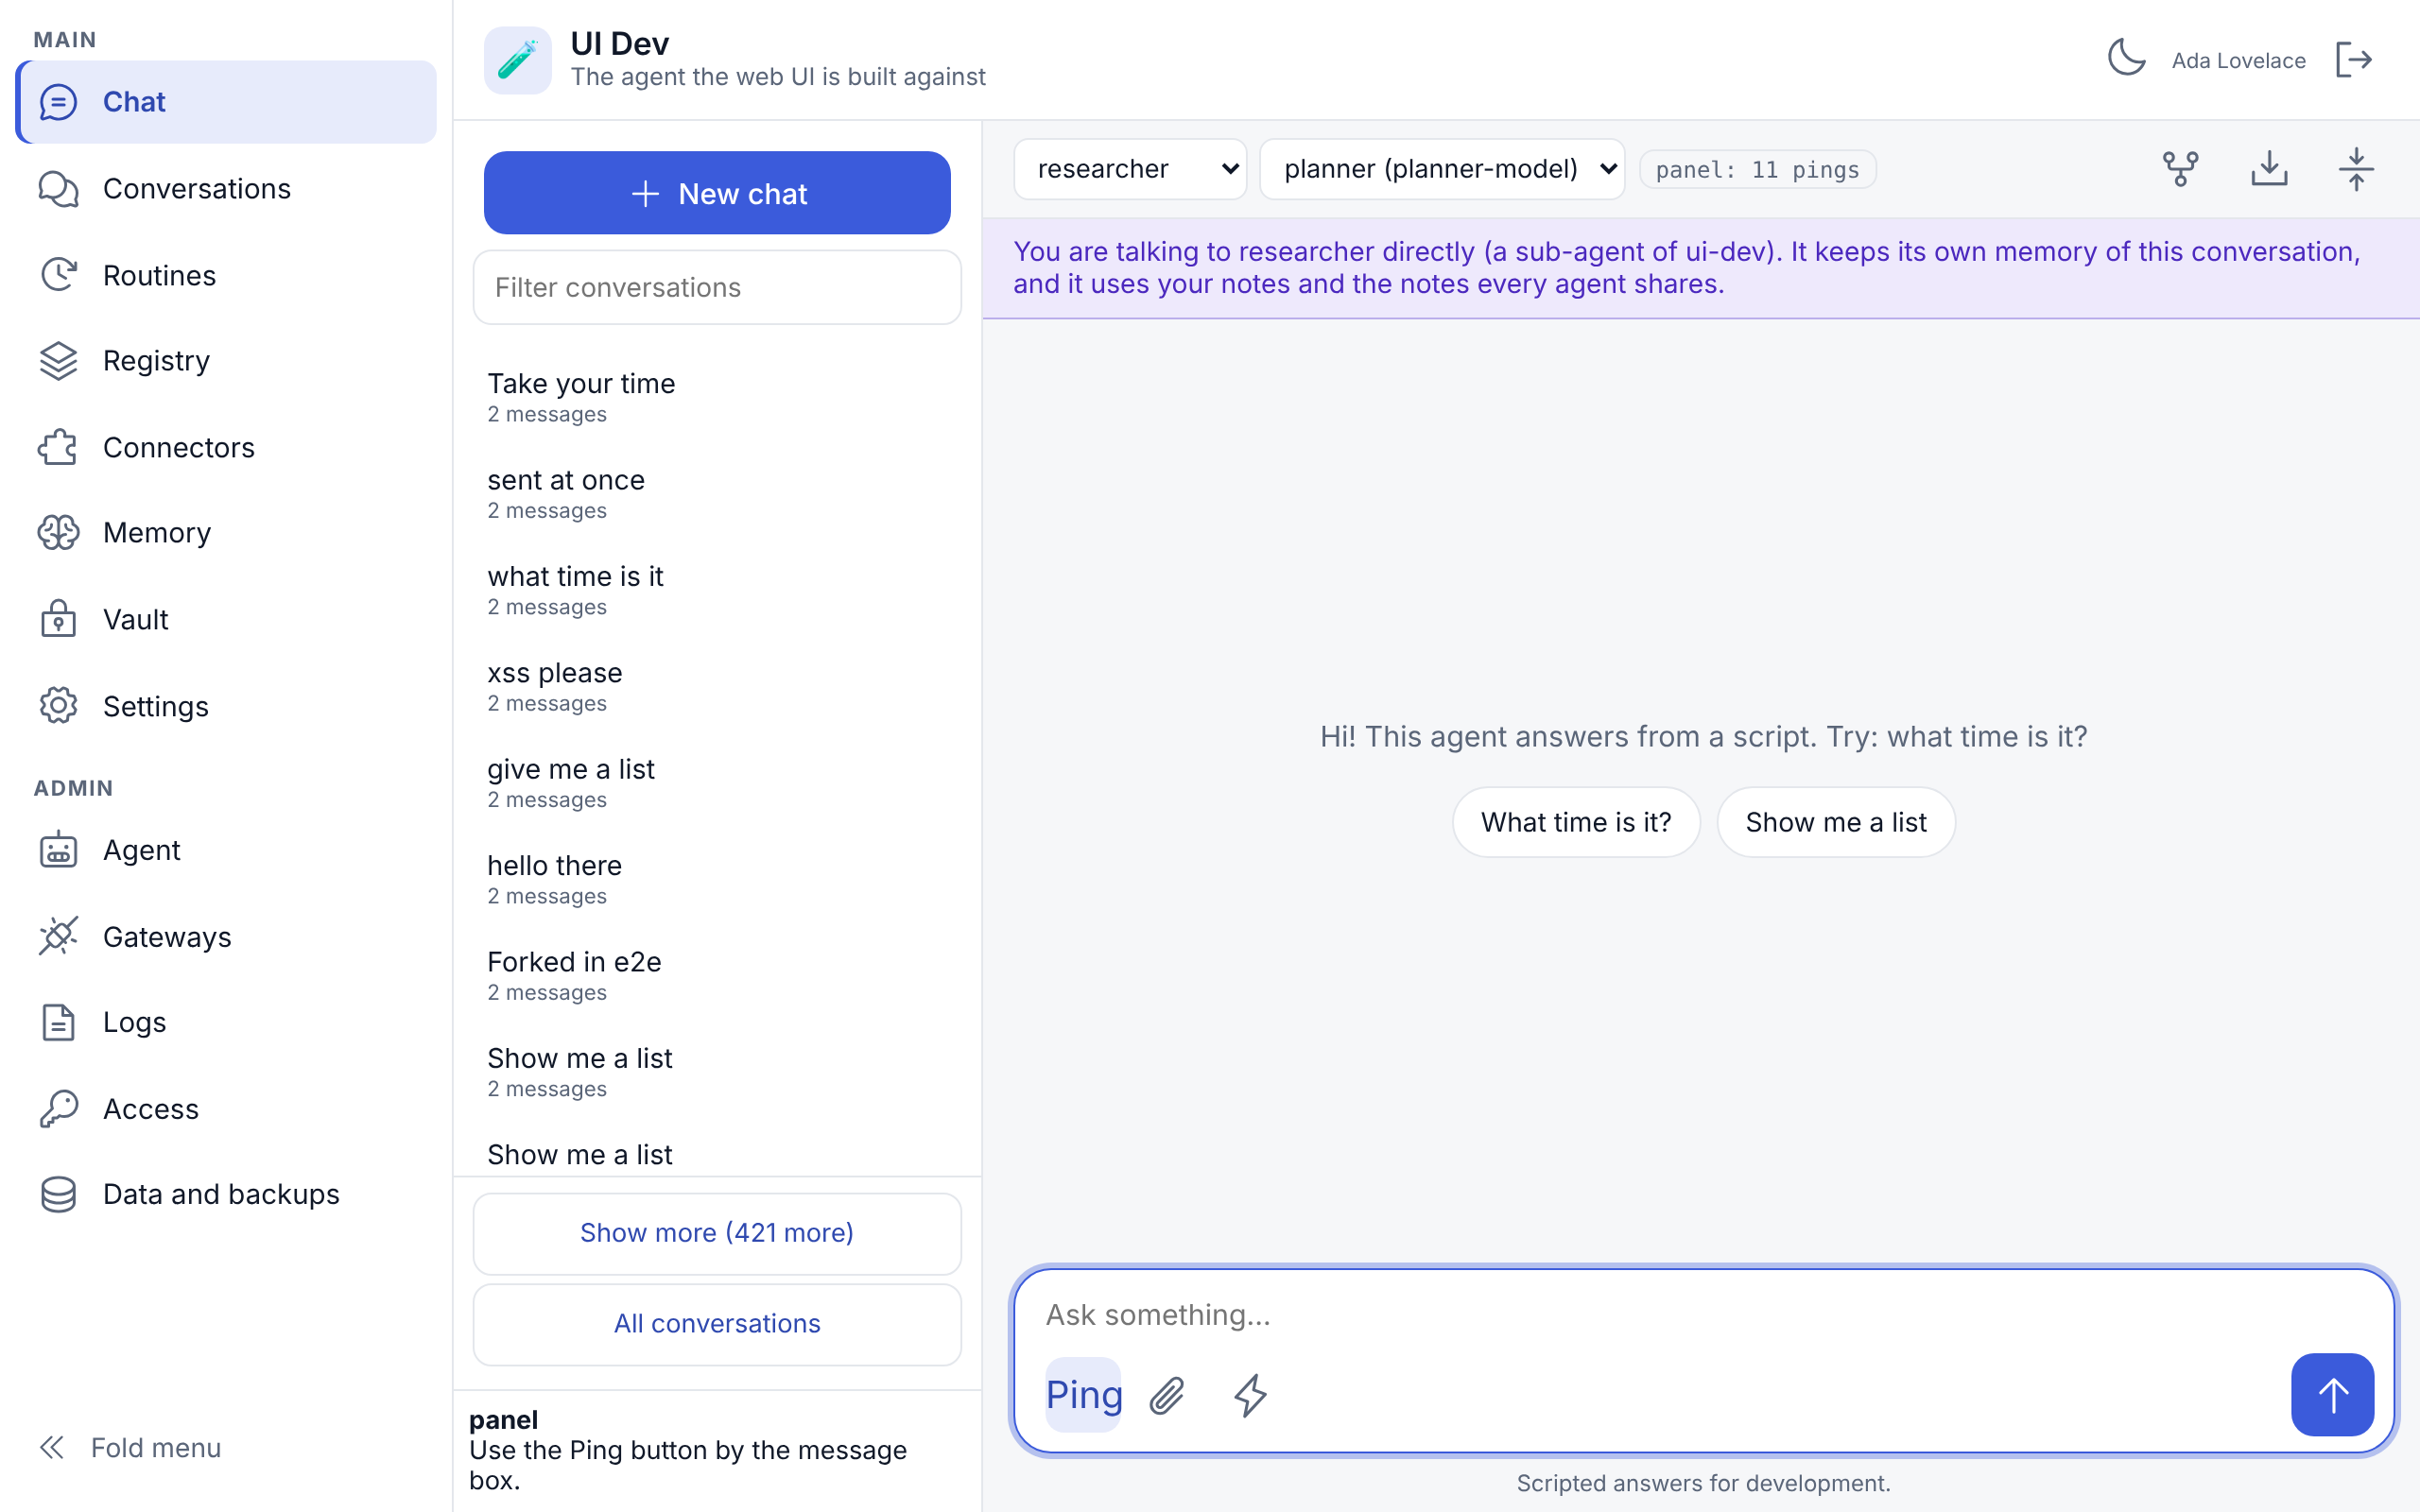 MAIN
Chat
Conversations
Routines
Registry
Connectors
Memory
Vault
Settings
ADMIN
Agent
Gateways
Logs
Access
Data and backups
Fold menu
UI Dev
The agent the web UI is built against
Ada Lovelace
New chat
Filter conversations
Take your time
2 messages
sent at once
2 messages
what time is it
2 messages
xss please
2 messages
give me a list
2 messages
hello there
2 messages
Forked in e2e
2 messages
Show me a list
2 messages
Show me a list
Show more (421 more)
All conversations
panel
Use the Ping button by the message
box.
researcher
planner (planner-model)
panel: 11 pings
You are talking to researcher directly (a sub-agent of ui-dev). It keeps its own memory of this conversation,
and it uses your notes and the notes every agent shares.
Hi! This agent answers from a script. Try: what time is it?
What time is it?
Show me a list
Ask something...
Ping
Scripted answers for development.